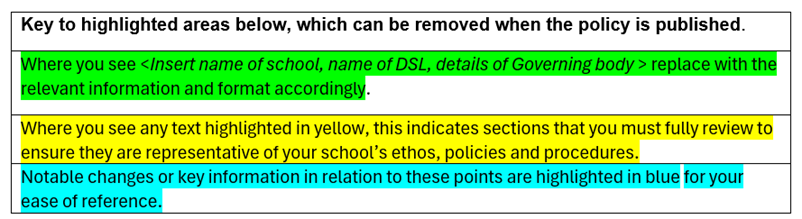 Key to highlighted areas below, which can be removed when the policy is published.
Where you see <Insert name of school, name of DSL, details of Governing body > replace with the
relevant information and format accordingly.
Where you see any text highlighted in yellow, this indicates sections that you must fully review to
ensure they are representative of your school’s ethos, policies and procedures.
Notable changes or key information in relation to these points are highlighted in blue for your
ease of reference.